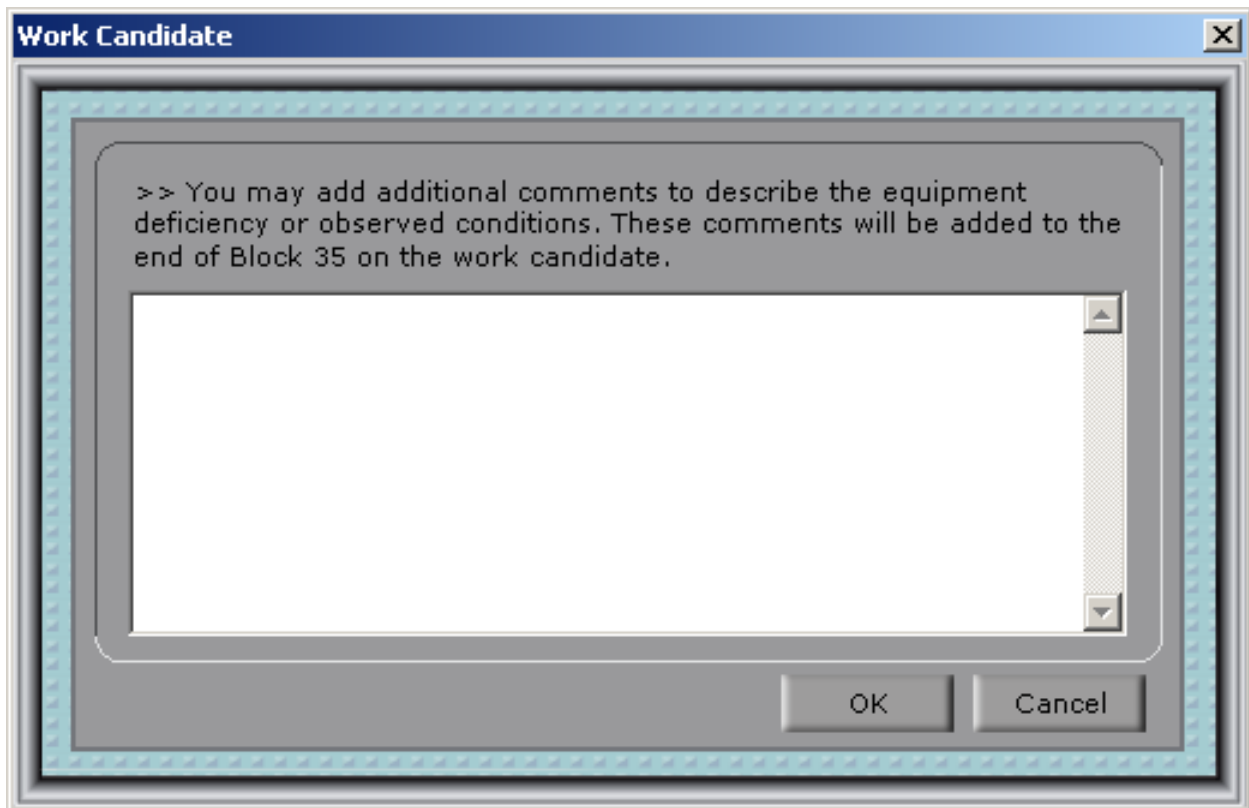 Work Candidate
>> You may add additional comments to describe the equipment
deficiency or observed conditions. These comments will be added to the
end of Block 35 on the work candidate.
OK Cancel